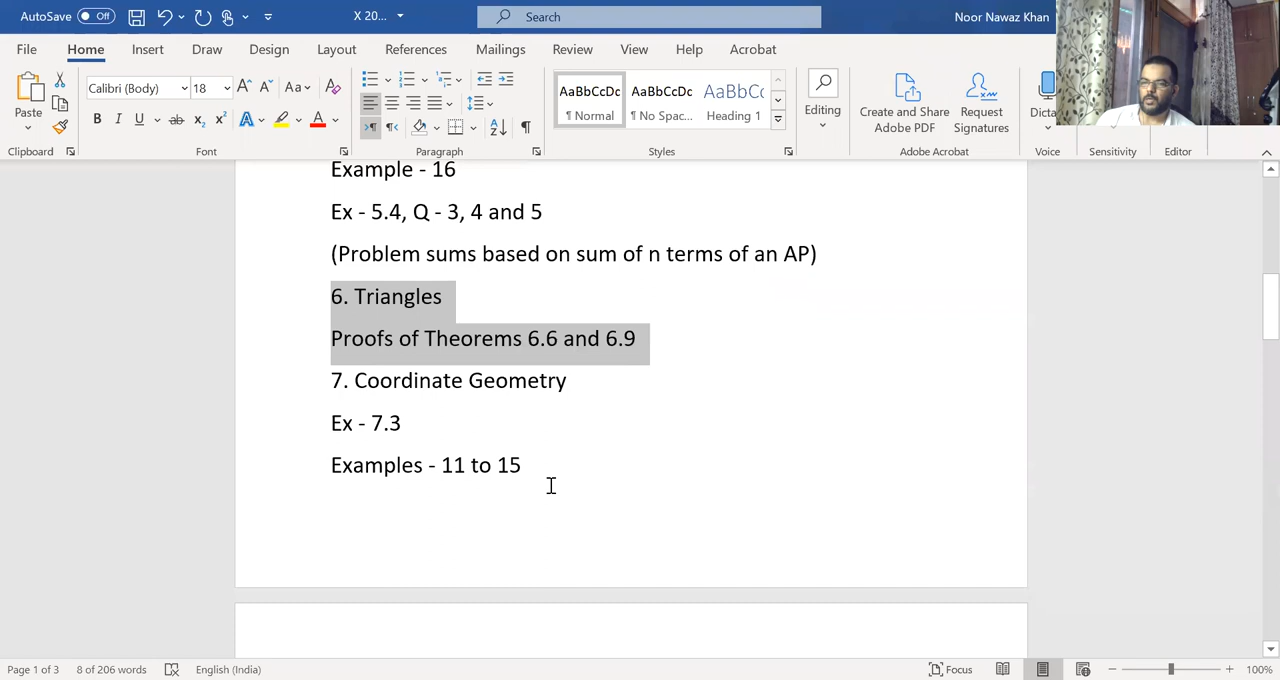 AutoSave Off X 20... Search Noor Nawaz Khan
File Home Insert Draw Design Layout References Mailings Review View Help Acrobat
Paste Calibri (Body) 18 Aa AaBbCcDc AaBbCcDc AaBbCc Editing Create and Share Adobe PDF Request Signatures Dicta
¶ Normal ¶ No Spac... Heading 1
Clipboard Font Paragraph Styles Adobe Acrobat Voice Sensitivity Editor
Example - 16
Ex - 5.4, Q - 3, 4 and 5
(Problem sums based on sum of n terms of an AP)
6. Triangles
Proofs of Theorems 6.6 and 6.9
7. Coordinate Geometry
Ex - 7.3
Examples - 11 to 15
Page 1 of 3 8 of 206 words English (India) Focus 100%